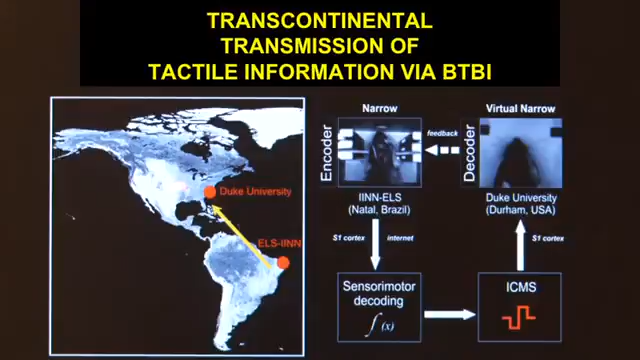 TRANSCONTINENTAL
TRANSMISSION OF
TACTILE INFORMATION VIA BTBI
Duke University
ELS-IINN
Narrow
Virtual Narrow
Encoder
feedback
Decoder
IINN-ELS
(Natal, Brazil)
Duke University
(Durham, USA)
S1 cortex
internet
S1 cortex
Sensorimotor
decoding
∫(x)
ICMS